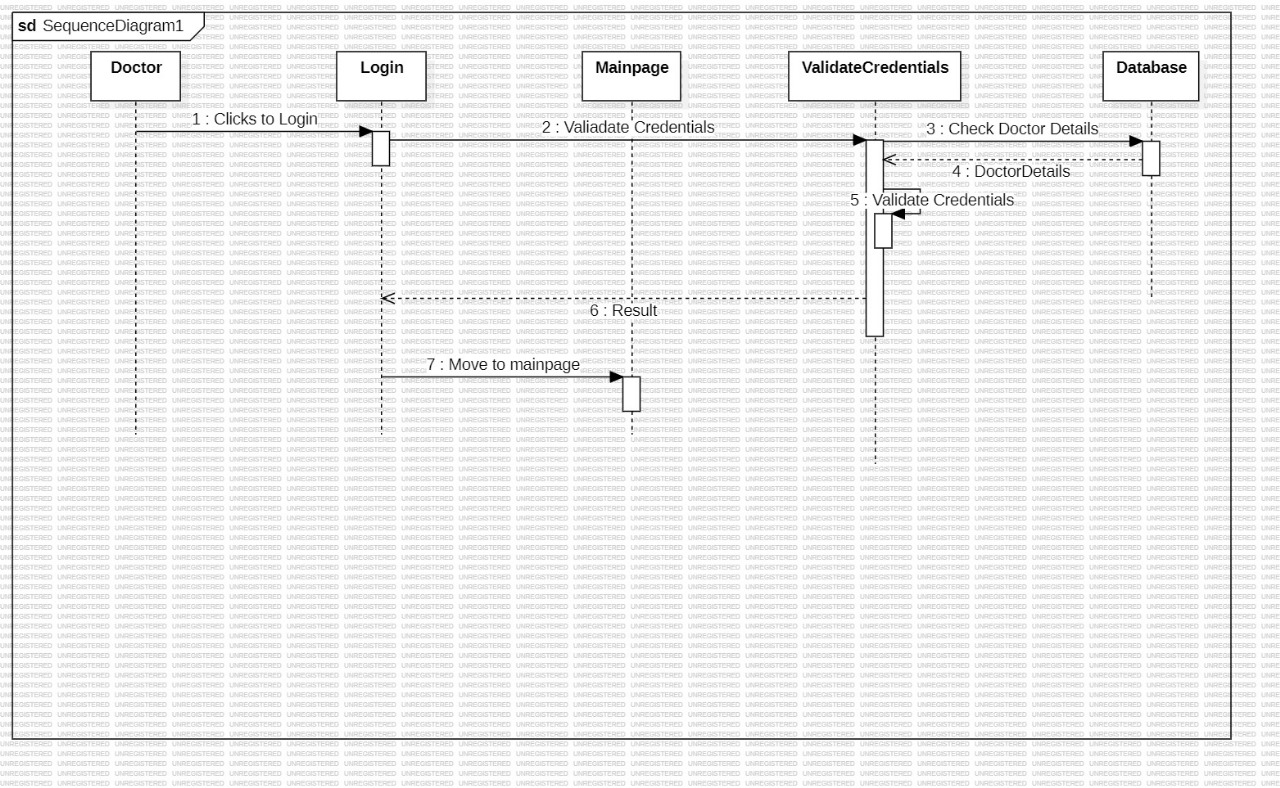 sd SequenceDiagram1
Doctor
Login
Mainpage
ValidateCredentials
Database
1 : Clicks to Login
2 : Valiadate Credentials
3 : Check Doctor Details
4 : DoctorDetails
5 : Validate Credentials
6 : Result
7 : Move to mainpage
UNREGISTERED